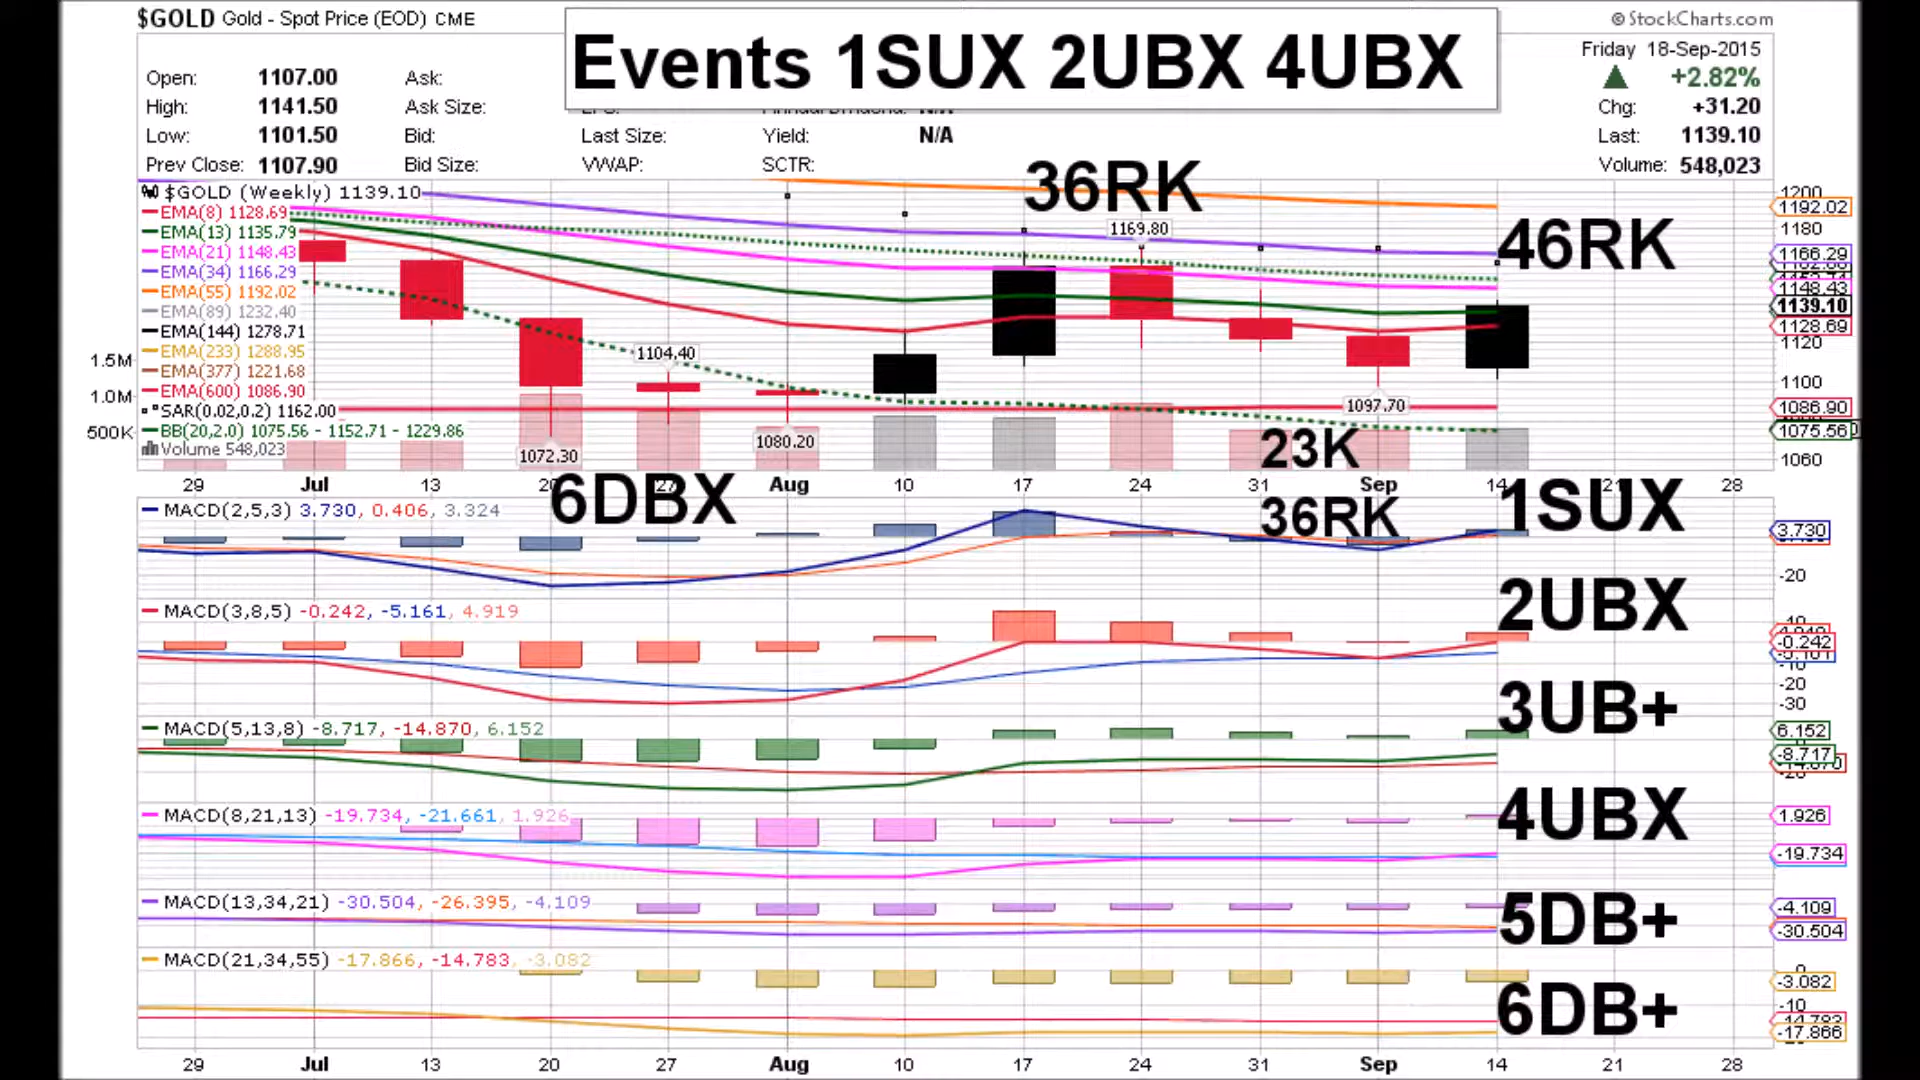 $GOLD Gold - Spot Price (EOD) CME
© StockCharts.com
Events 1SUX 2UBX 4UBX
Friday 18-Sep-2015
Open: 1107.00 Ask: +2.82%
High: 1141.50 Ask Size: Chg: +31.20
Low: 1101.50 Bid: Last Size: Yield: N/A Last: 1139.10
Prev Close: 1107.90 Bid Size: VWAP: SCTR: Volume: 548,023
36RK
46RK
$GOLD (Weekly) 1139.10
EMA(8) 1128.69
EMA(13) 1135.79
EMA(21) 1148.43
EMA(34) 1166.29
EMA(55) 1192.02
EMA(89) 1232.40
EMA(144) 1278.71
EMA(233) 1288.95
EMA(377) 1221.68
EMA(600) 1086.90
SAR(0.02,0.2) 1162.00
BB(20,2.0) 1075.56 - 1152.71 - 1229.86
Volume 548,023
1.5M
1.0M
500K
1169.80
1104.40
1097.70
1080.20
1072.30
1200
1192.02
1180
1166.29
1148.43
1139.10
1128.69
1120
1100
1086.90
1075.56
1060
23K
29 Jul 13 20 27 Aug 10 17 24 31 Sep 14 21 28
6DBX
36RK
1SUX
MACD(2,5,3) 3.730, 0.406, 3.324
3.730
-20
2UBX
MACD(3,8,5) -0.242, -5.161, 4.919
-0.242
-10
-20
-30
3UB+
MACD(5,13,8) -8.717, -14.870, 6.152
6.152
-8.717
4UBX
MACD(8,21,13) -19.734, -21.661, 1.926
1.926
-19.734
5DB+
MACD(13,34,21) -30.504, -26.395, -4.109
-4.109
-30.504
6DB+
MACD(21,34,55) -17.866, -14.783, -3.082
-3.082
-10
-14.783
-17.866
29 Jul 13 20 27 Aug 10 17 24 31 Sep 14 21 28